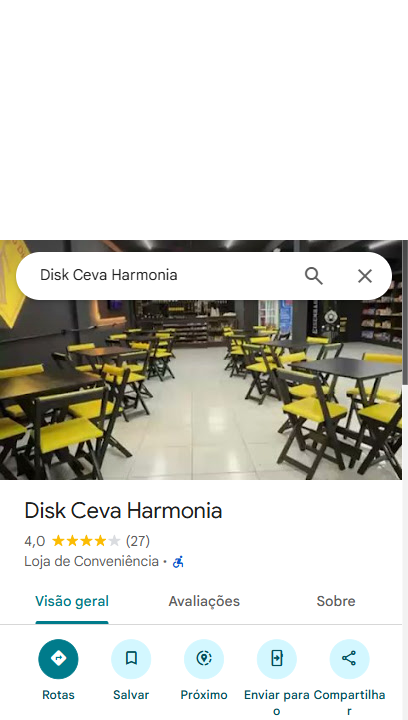 Disk Ceva Harmonia
Disk Ceva Harmonia
4,0 (27)
Loja de Conveniência ·
Visão geral
Avaliações
Sobre
Rotas
Salvar
Próximo
Enviar para
o
Compartilha
r